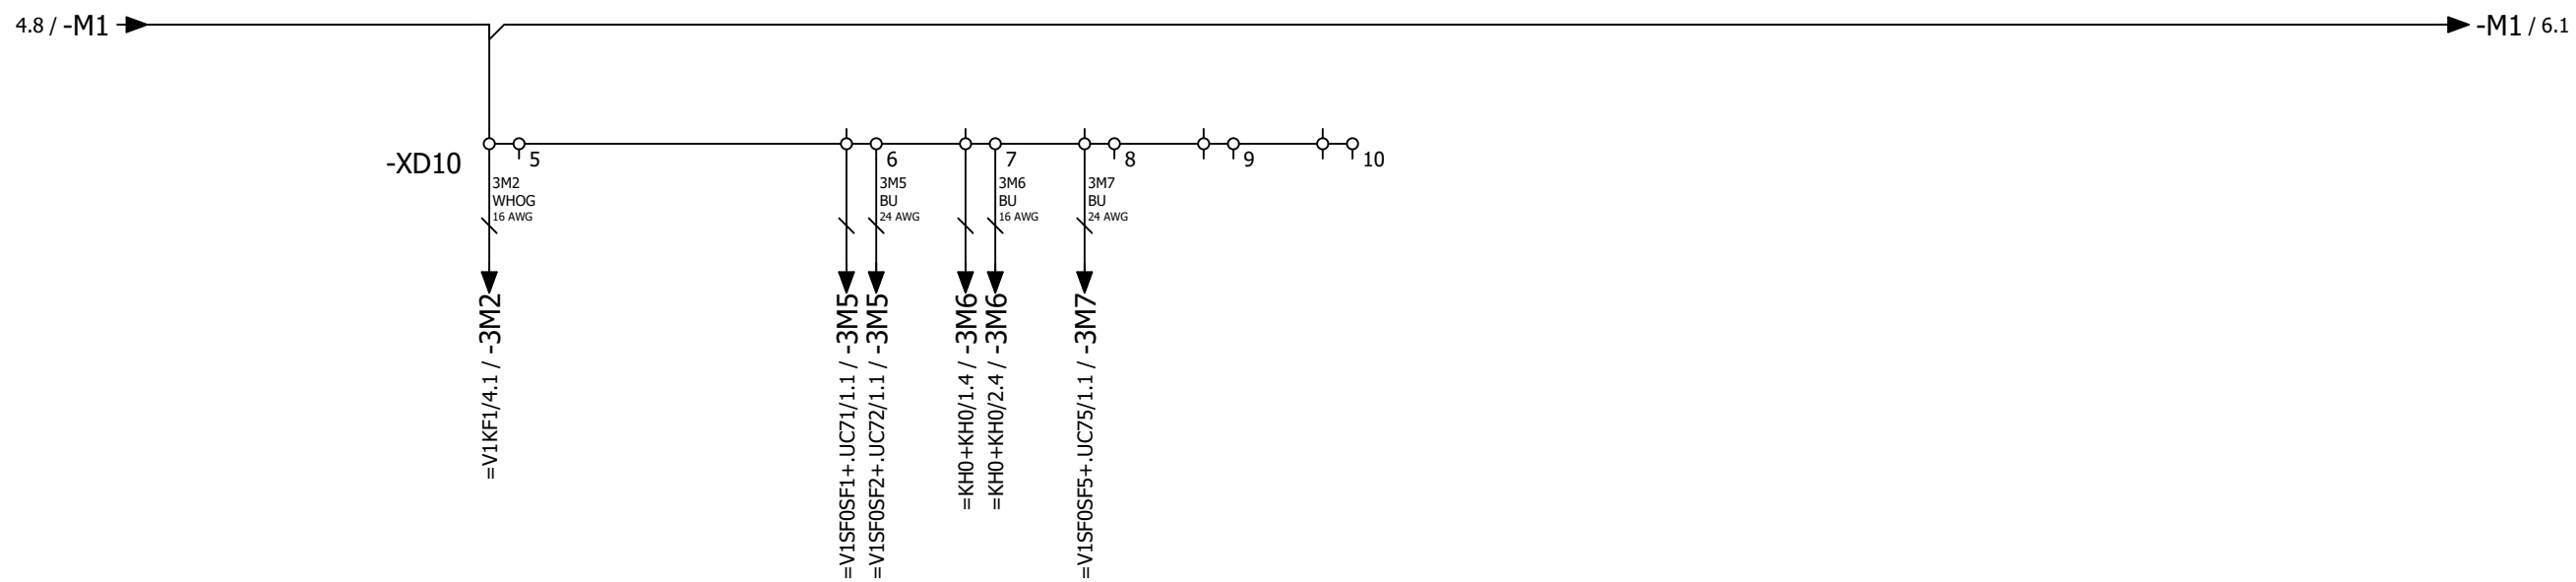 4.8 / -M1
-M1 / 6.1
-XD10
5
6
7
8
9
10
3M2
WHOG
16 AWG
3M5
BU
24 AWG
3M6
BU
16 AWG
3M7
BU
24 AWG
=V1KF1/4.1 / -3M2
=V1SF0SF1+.UC71/1.1 / -3M5
=V1SF0SF2+.UC72/1.1 / -3M5
=KH0+KH0/1.4 / -3M6
=KH0+KH0/2.4 / -3M6
=V1SF0SF5+.UC75/1.1 / -3M7